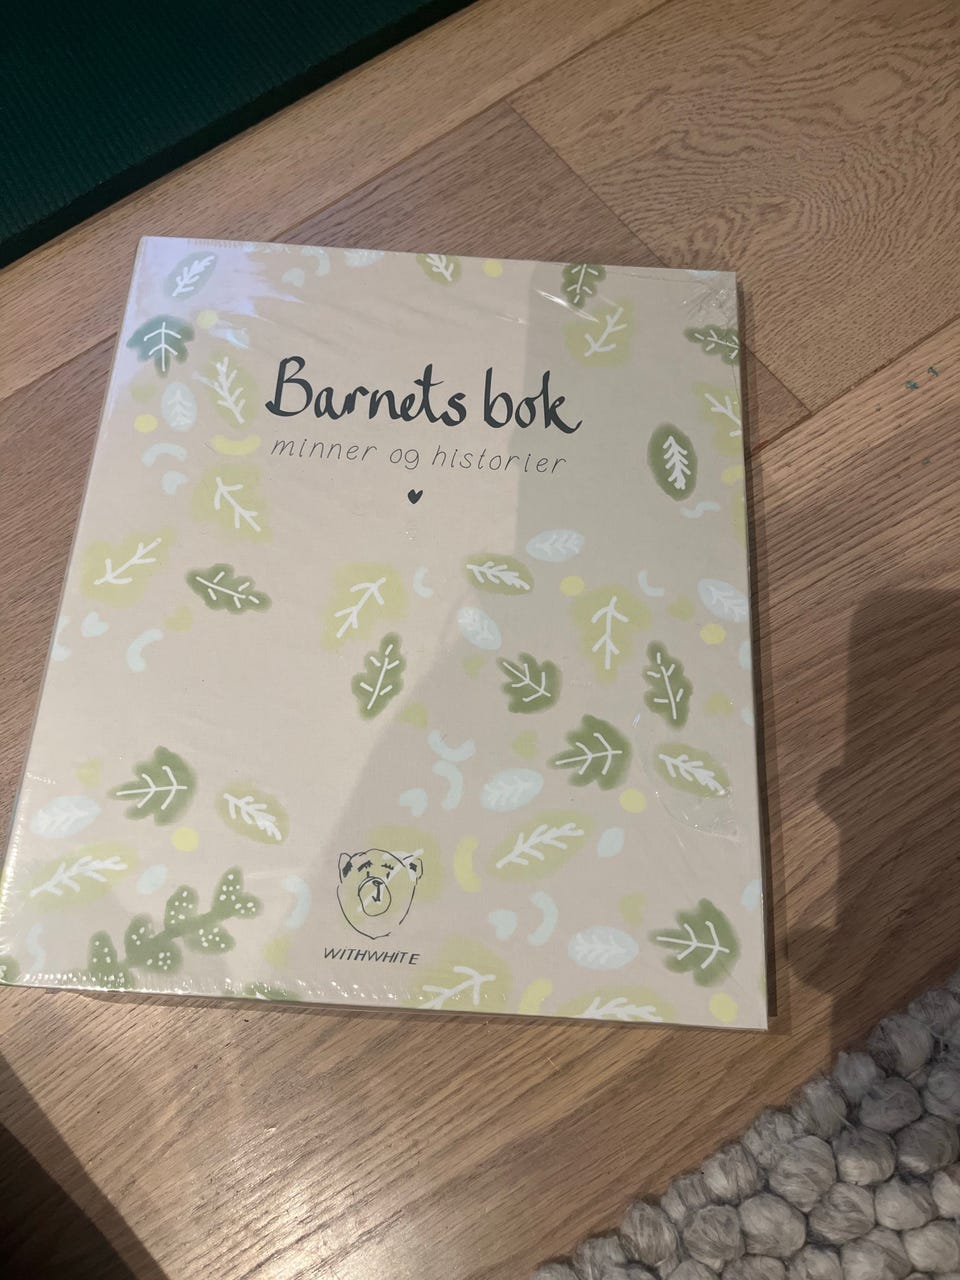 Barnets bok
minner og historier
WITHWHITE